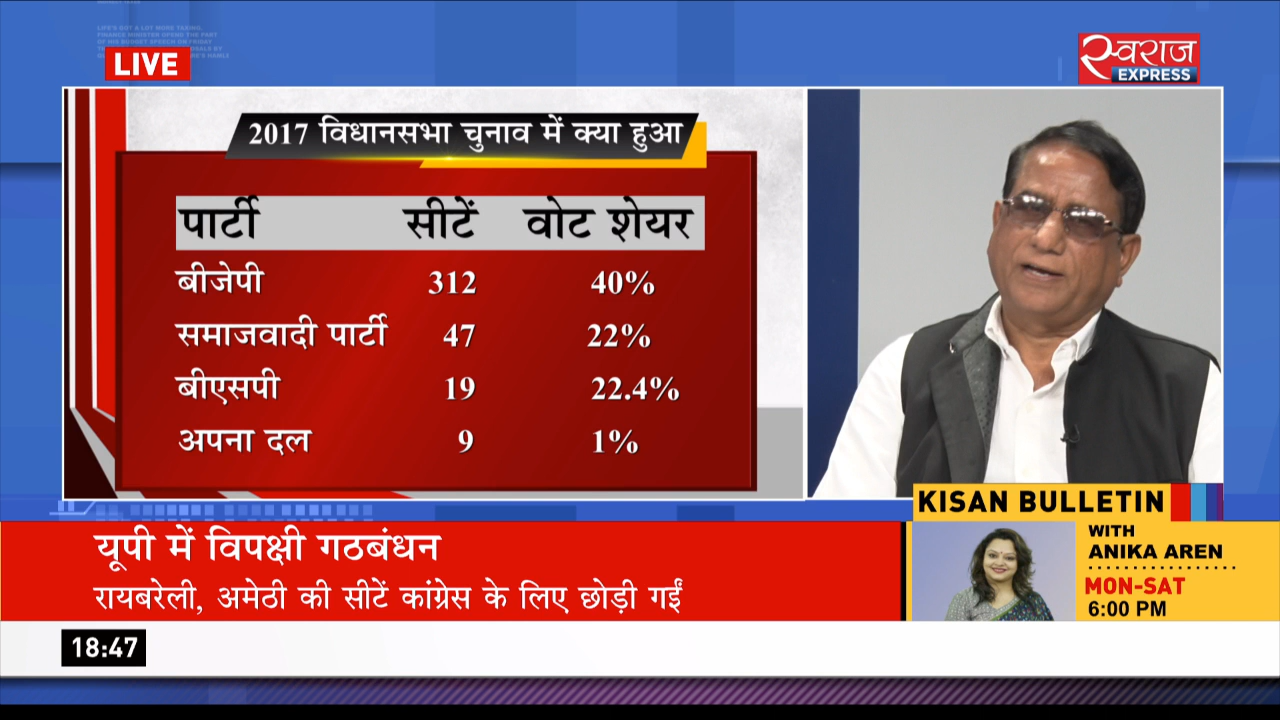 LIVE
स्वराज
EXPRESS
2017 विधानसभा चुनाव में क्या हुआ
पार्टी सीटें वोट शेयर
बीजेपी 312 40%
समाजवादी पार्टी 47 22%
बीएसपी 19 22.4%
अपना दल 9 1%
KISAN BULLETIN
WITH
ANIKA AREN
MON-SAT
6:00 PM
यूपी में विपक्षी गठबंधन
रायबरेली, अमेठी की सीटें कांग्रेस के लिए छोड़ी गईं
18:47